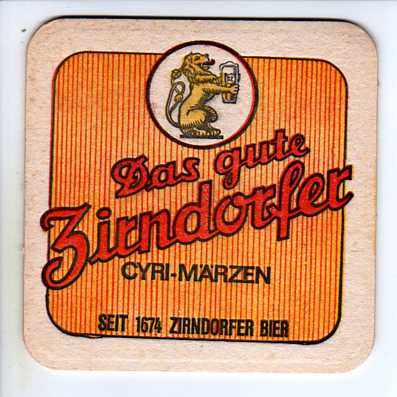 Das gute
Zirndorfer
CYRI-MÄRZEN
SEIT 1674 ZIRNDORFER BIER